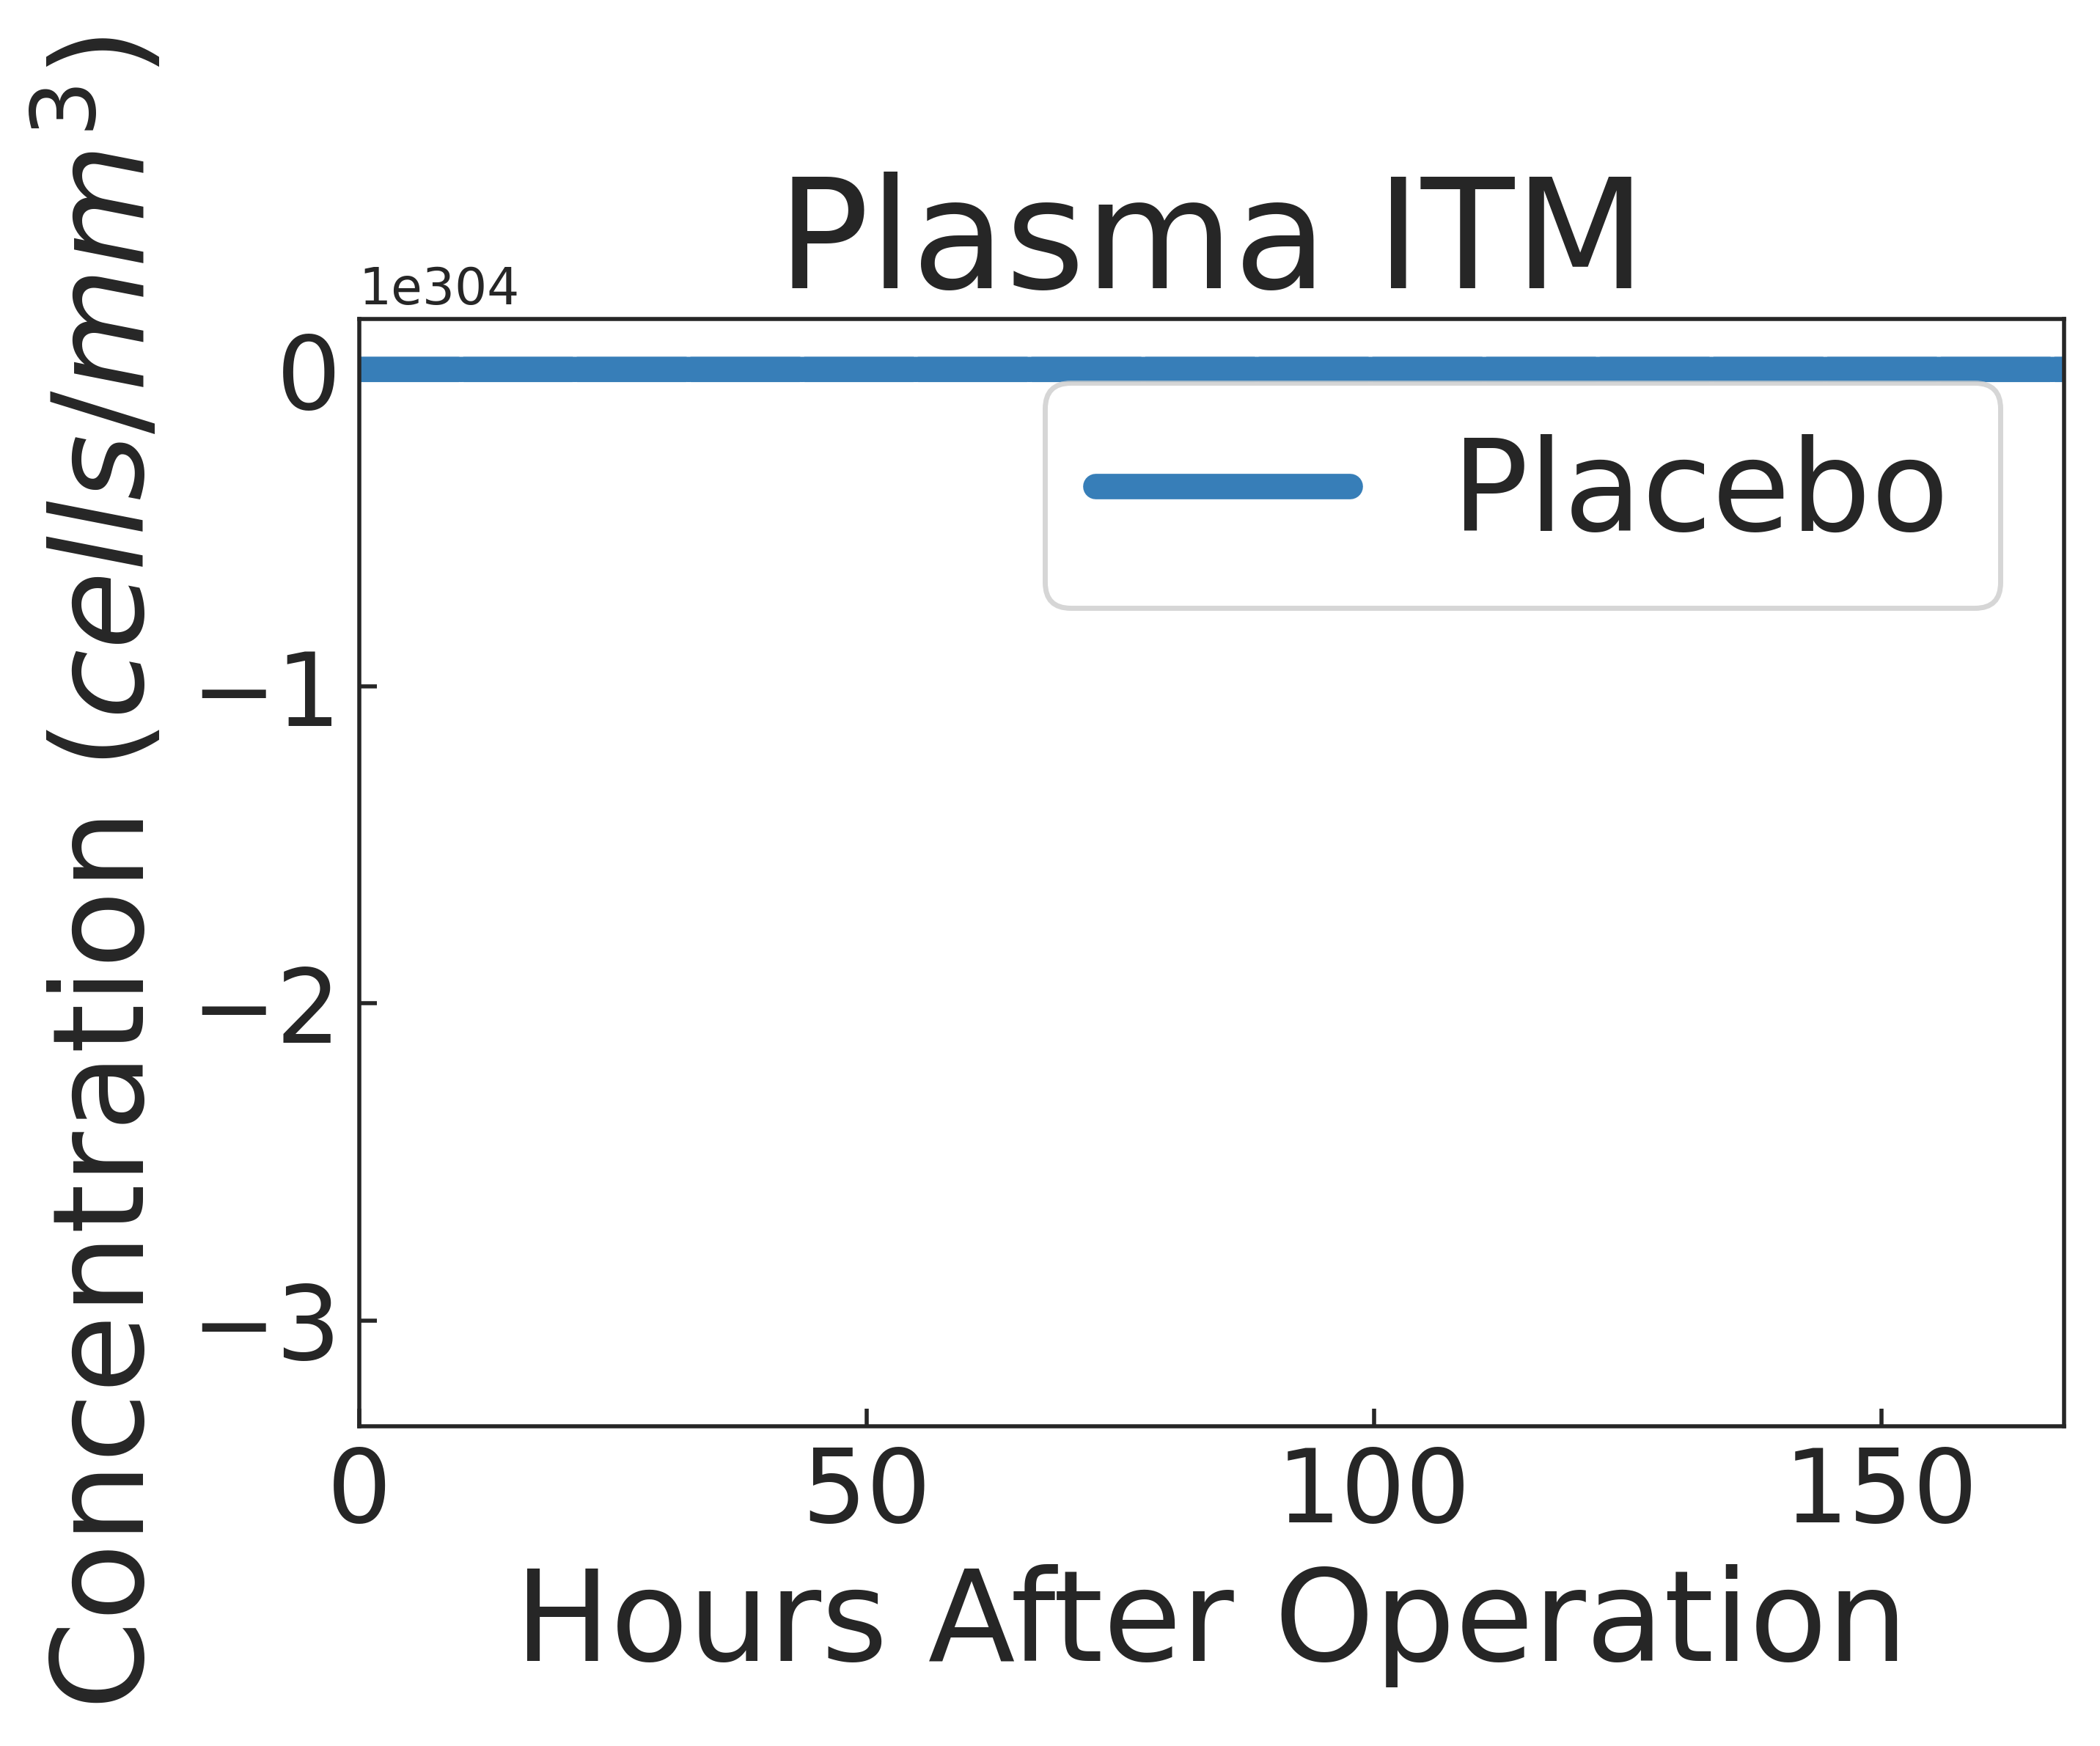 Plasma ITM
1e304
Concentration (cells/mm³)
0
−1
−2
−3
Placebo
0 50 100 150
Hours After Operation